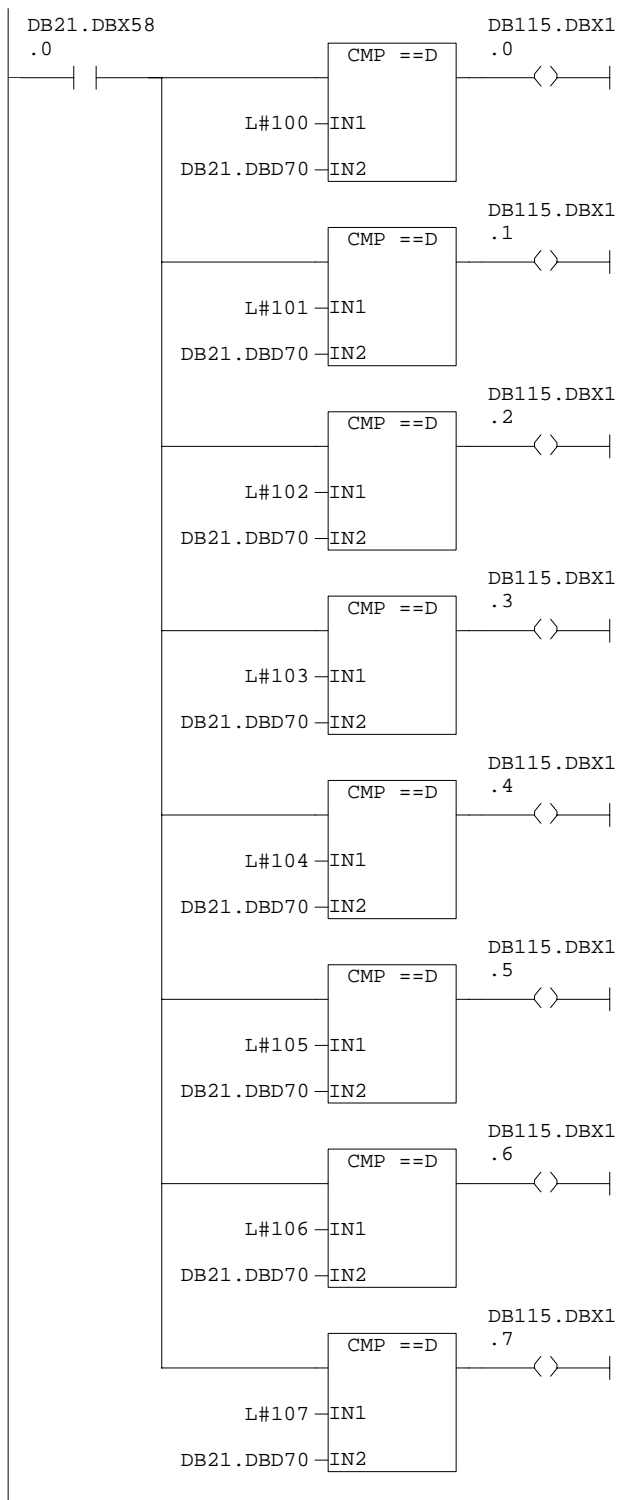 DB21.DBX58 DB115.DBX1
.0 CMP ==D .0
L#100 IN1
DB21.DBD70 IN2
DB115.DBX1
CMP ==D .1
L#101 IN1
DB21.DBD70 IN2
DB115.DBX1
CMP ==D .2
L#102 IN1
DB21.DBD70 IN2
DB115.DBX1
CMP ==D .3
L#103 IN1
DB21.DBD70 IN2
DB115.DBX1
CMP ==D .4
L#104 IN1
DB21.DBD70 IN2
DB115.DBX1
CMP ==D .5
L#105 IN1
DB21.DBD70 IN2
DB115.DBX1
CMP ==D .6
L#106 IN1
DB21.DBD70 IN2
DB115.DBX1
CMP ==D .7
L#107 IN1
DB21.DBD70 IN2